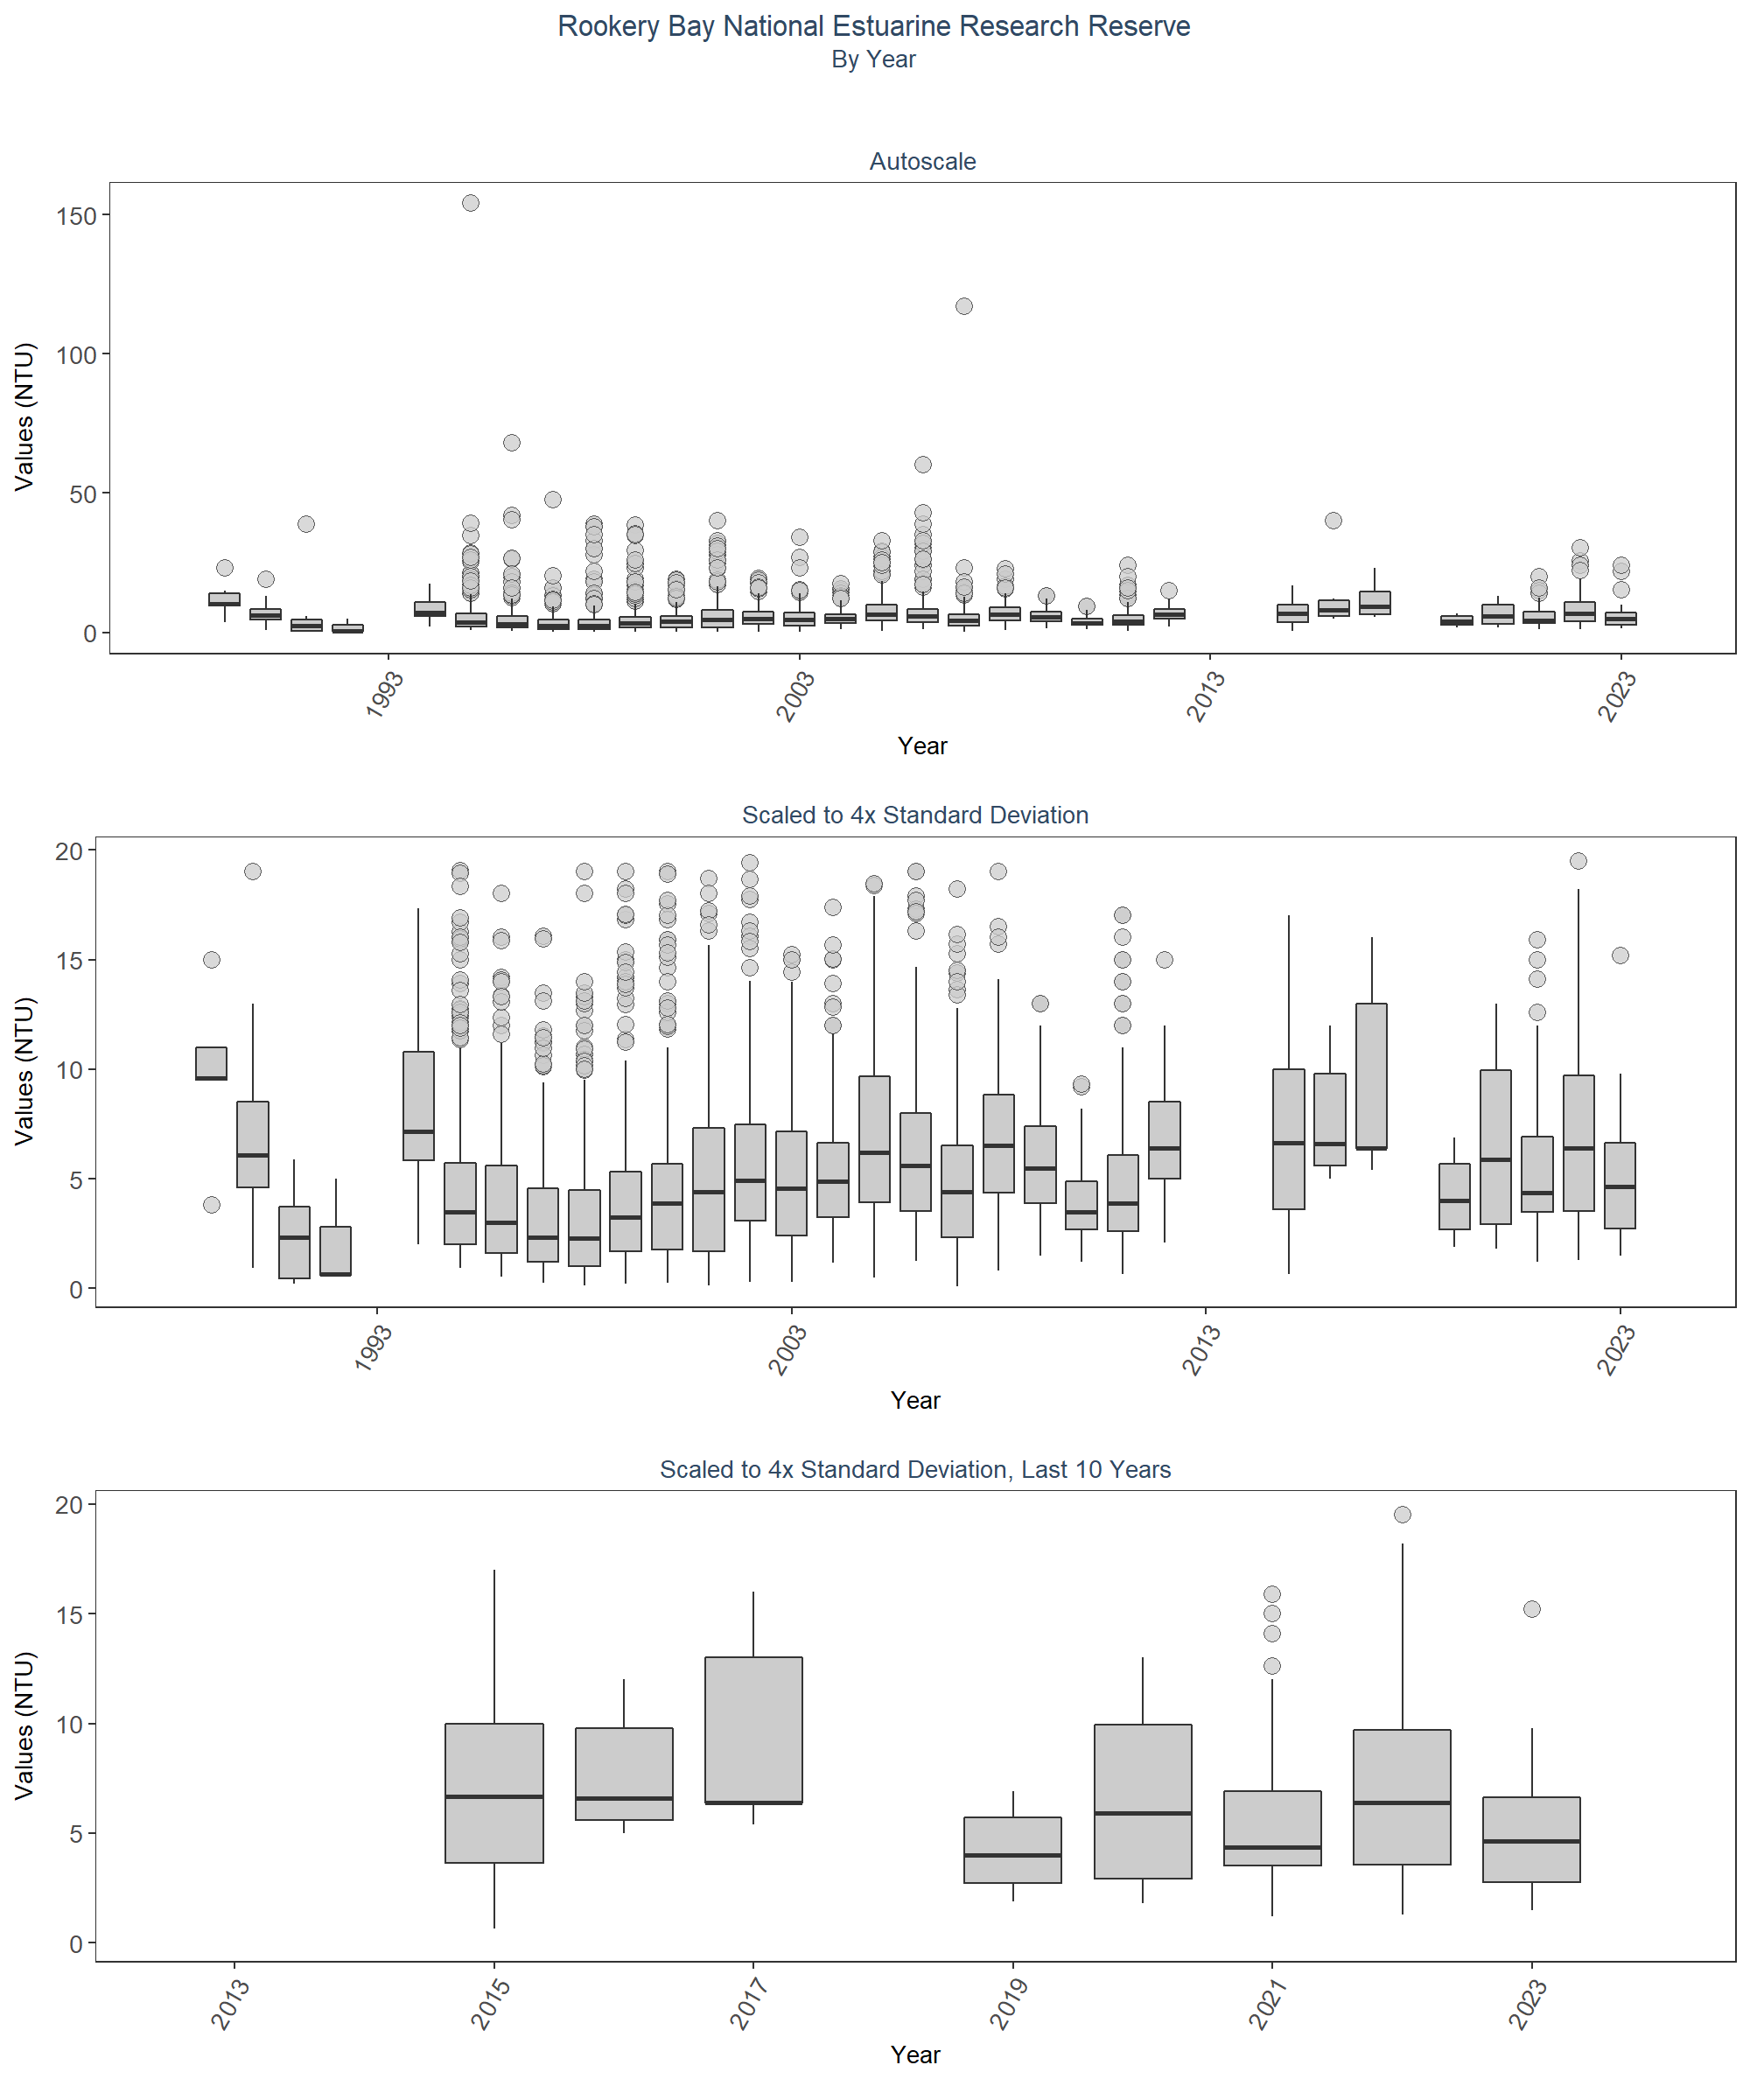 Rookery Bay National Estuarine Research Reserve
By Year
Autoscale
Values (NTU)
150
100
50
0
1993
2003
2013
2023
Year
Scaled to 4x Standard Deviation
Values (NTU)
20
15
10
5
0
1993
2003
2013
2023
Year
Scaled to 4x Standard Deviation, Last 10 Years
Values (NTU)
20
15
10
5
0
2013
2015
2017
2019
2021
2023
Year